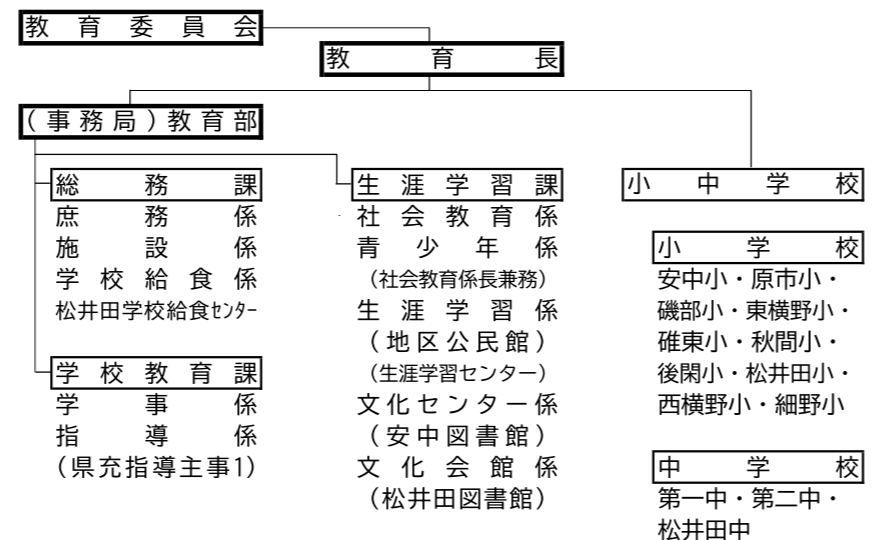 教育委員会
教育長
(事務局)教育部
総務課
庶務係
施設係
学校給食係
松井田学校給食ｾﾝﾀｰ
学校教育課
学事係
指導係
(県充指導主事1)
生涯学習課
社会教育係
青少年係
(社会教育係長兼務)
生涯学習係
(地区公民館)
(生涯学習センター)
文化センター係
(安中図書館)
文化会館係
(松井田図書館)
小中学校
小学校
安中小・原市小・
磯部小・東横野小・
碓東小・秋間小・
後閑小・松井田小・
西横野小・細野小
中学校
第一中・第二中・
松井田中